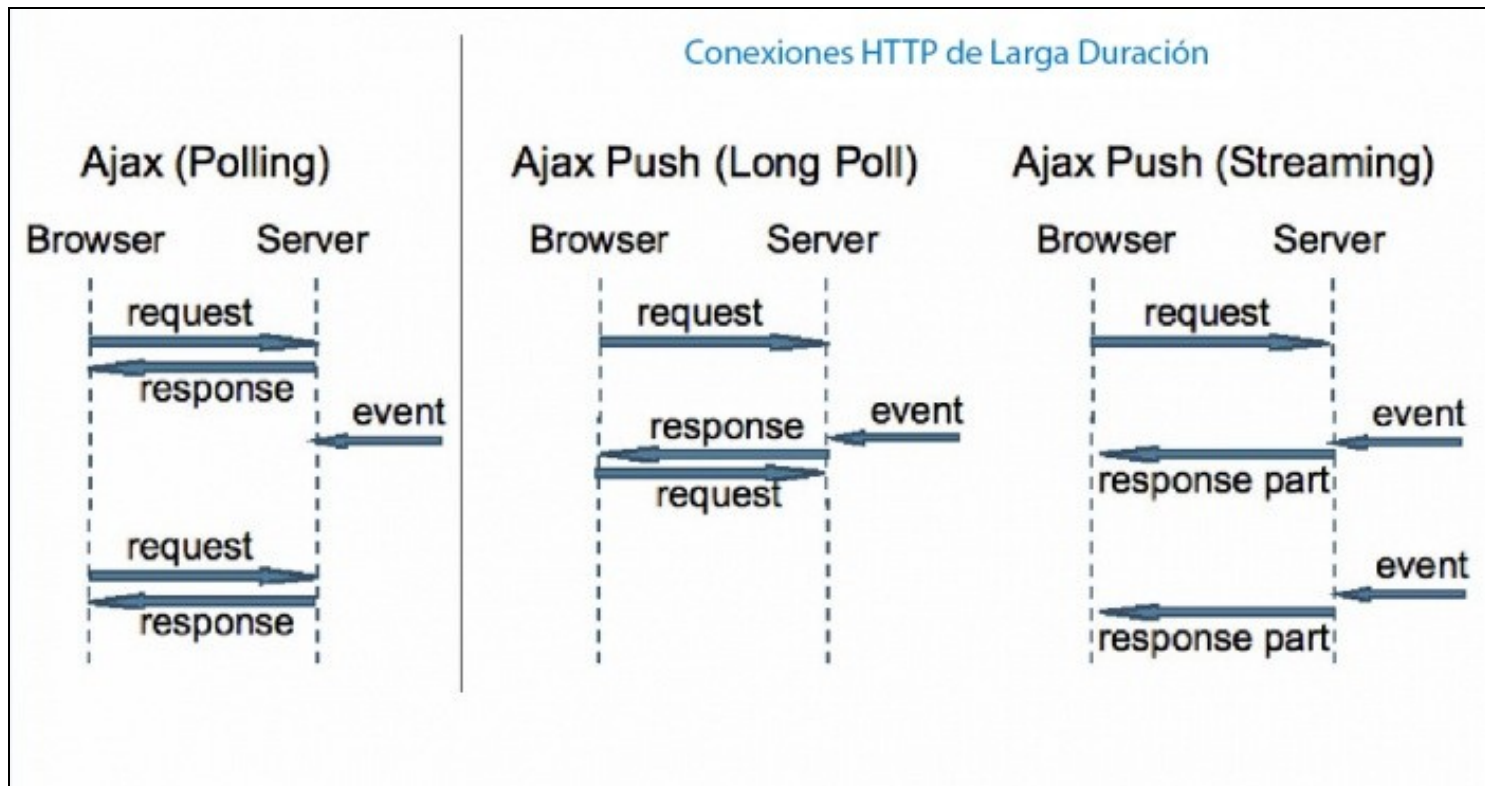 Conexiones HTTP de Larga Duración
Ajax (Polling)
Browser
Server
request
response
event
request
response
Ajax Push (Long Poll)
Browser
Server
request
event
response
request
Ajax Push (Streaming)
Browser
Server
request
event
response part
event
response part